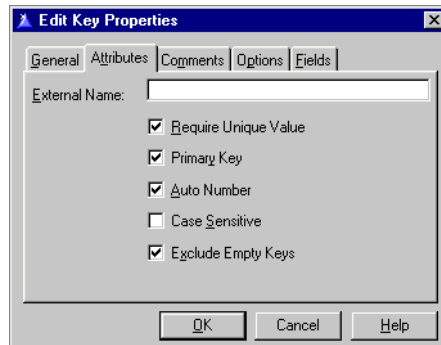 Edit Key Properties
General Attributes Comments Options Fields
External Name:
Require Unique Value
Primary Key
Auto Number
Case Sensitive
Exclude Empty Keys
OK Cancel Help